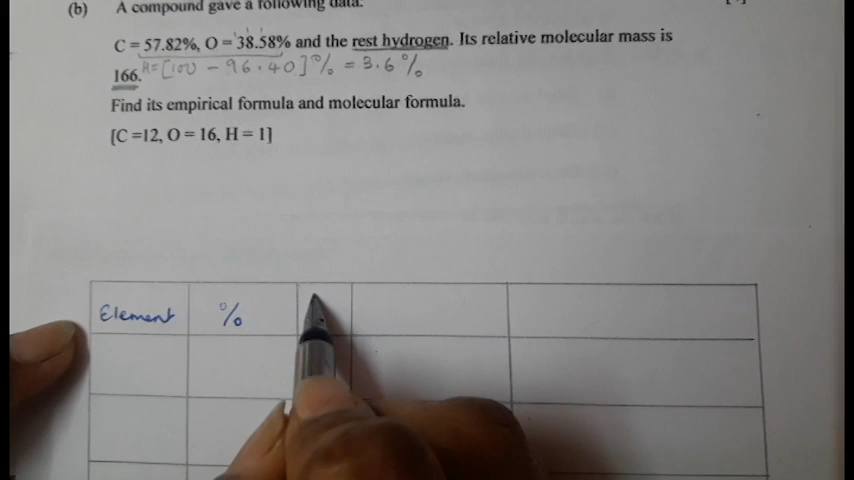 (b) A compound gave a following data:
C = 57.82%, O = 38.58% and the rest hydrogen. Its relative molecular mass is
166. H = [100 - 96.40]% = 3.6%
Find its empirical formula and molecular formula.
[C =12, O = 16, H = 1]
Element %